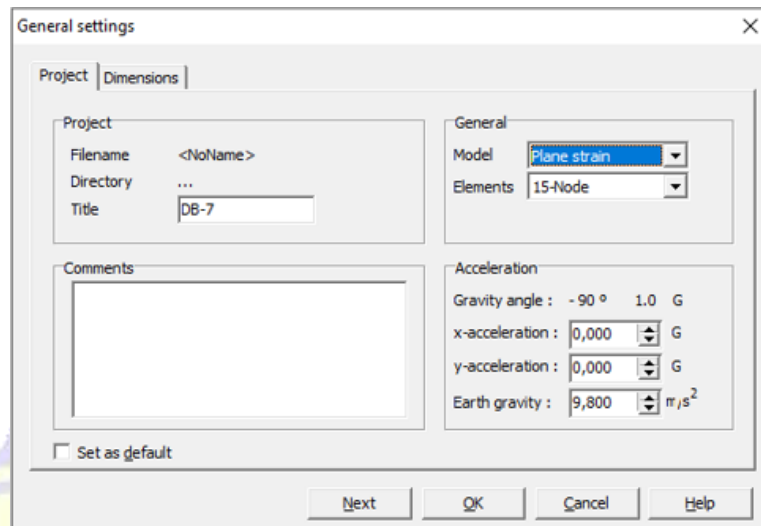 General settings
Project Dimensions
Project
Filename <NoName>
Directory ...
Title DB-7
General
Model Plane strain
Elements 15-Node
Comments
Acceleration
Gravity angle : - 90 º 1.0 G
x-acceleration : 0,000 G
y-acceleration : 0,000 G
Earth gravity : 9,800 m/s²
Set as default
Next OK Cancel Help